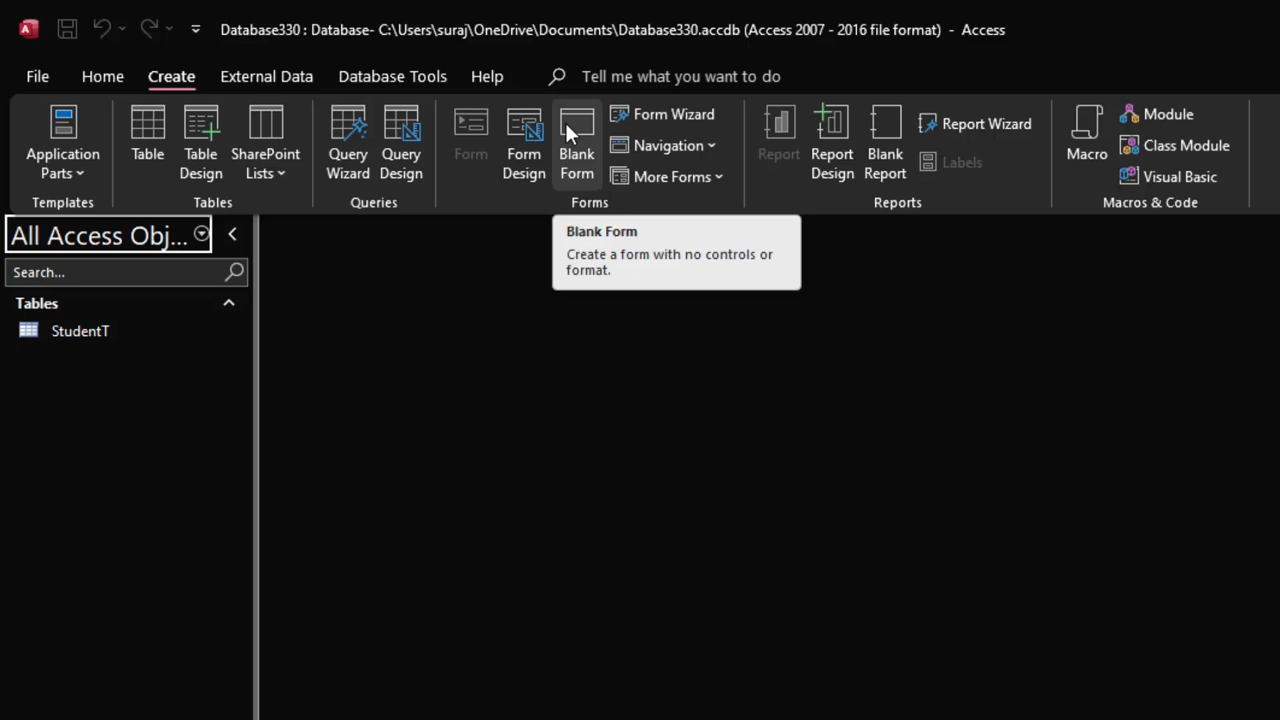 Database330 : Database- C:\Users\suraj\OneDrive\Documents\Database330.accdb (Access 2007 - 2016 file format) - Access
File Home Create External Data Database Tools Help Tell me what you want to do
Application Parts
Table
Table Design
SharePoint Lists
Query Wizard
Query Design
Form
Form Design
Blank Form
Form Wizard
Navigation
More Forms
Report
Report Design
Blank Report
Report Wizard
Labels
Macro
Module
Class Module
Visual Basic
Templates Tables Queries Forms Reports Macros & Code
All Access Obj...
Search...
Tables
StudentT
Blank Form
Create a form with no controls or
format.